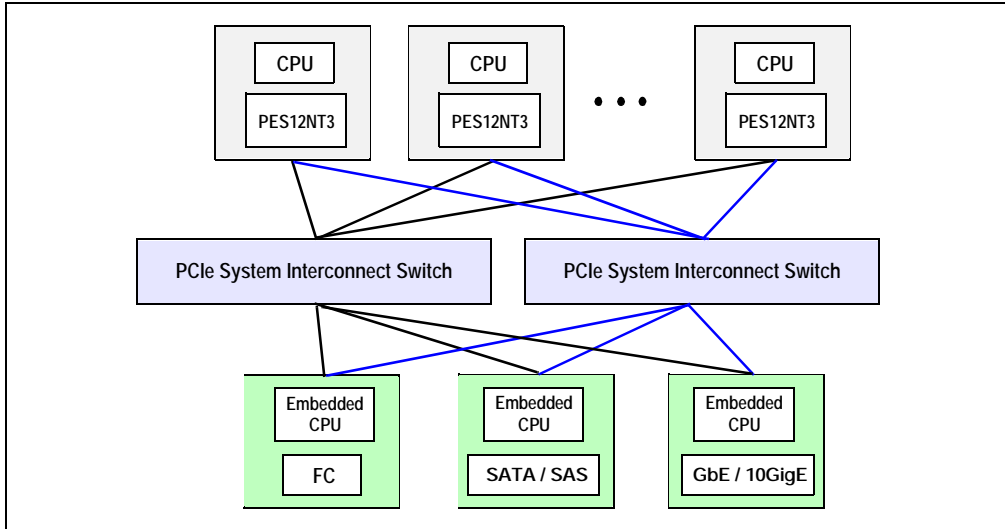 CPU
CPU
CPU
PES12NT3
PES12NT3
PES12NT3
PCIe System Interconnect Switch
PCIe System Interconnect Switch
Embedded
CPU
Embedded
CPU
Embedded
CPU
FC
SATA / SAS
GbE / 10GigE